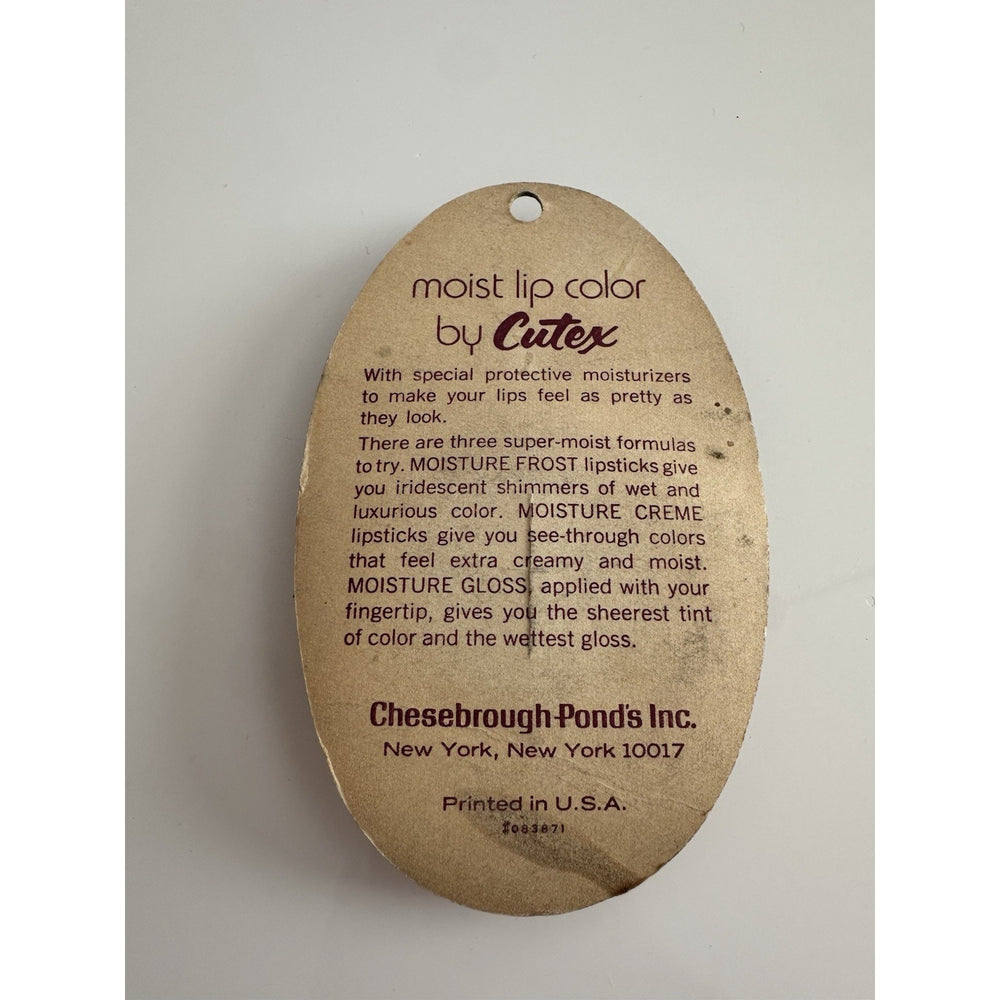 moist lip color
by Cutex
With special protective moisturizers
to make your lips feel as pretty as
they look.
There are three super-moist formulas
to try. MOISTURE FROST lipsticks give
you iridescent shimmers of wet and
luxurious color. MOISTURE CREME
lipsticks give you see-through colors
that feel extra creamy and moist.
MOISTURE GLOSS, applied with your
fingertip, gives you the sheerest tint
of color and the wettest gloss.
Chesebrough-Pond's Inc.
New York, New York 10017
Printed in U.S.A.
#083871